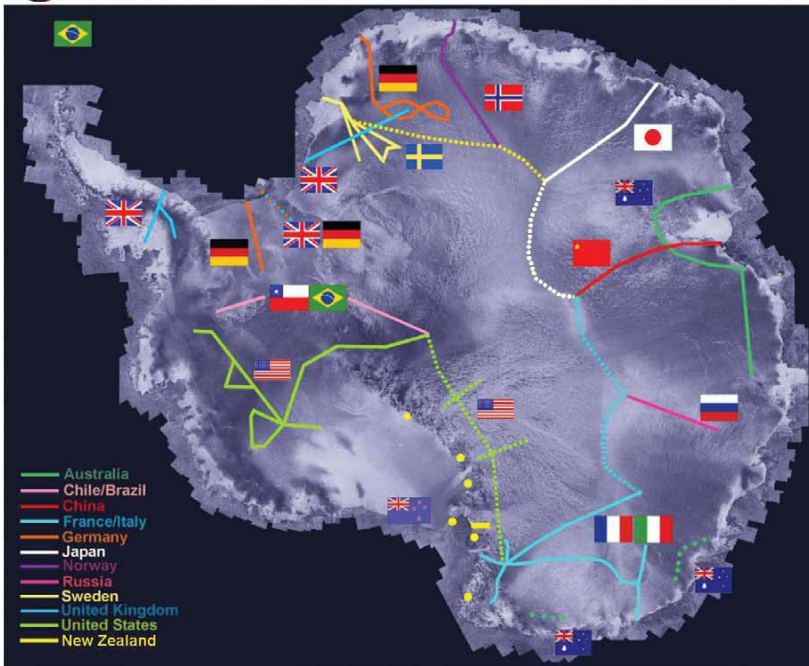 Australia
Chile/Brazil
China
France/Italy
Germany
Japan
Norway
Russia
Sweden
United Kingdom
United States
New Zealand